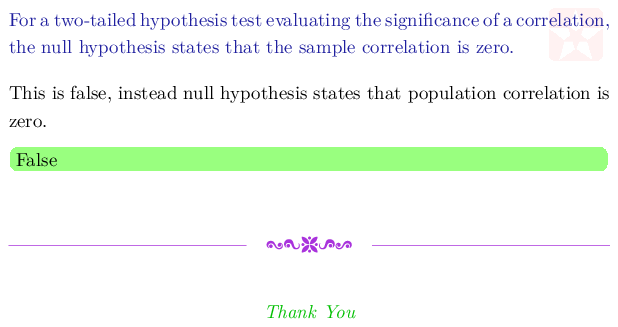 For a two-tailed hypothesis test evaluating the significance of a correlation,
the null hypothesis states that the sample correlation is zero.
This is false, instead null hypothesis states that population correlation is
zero.
False
Thank You